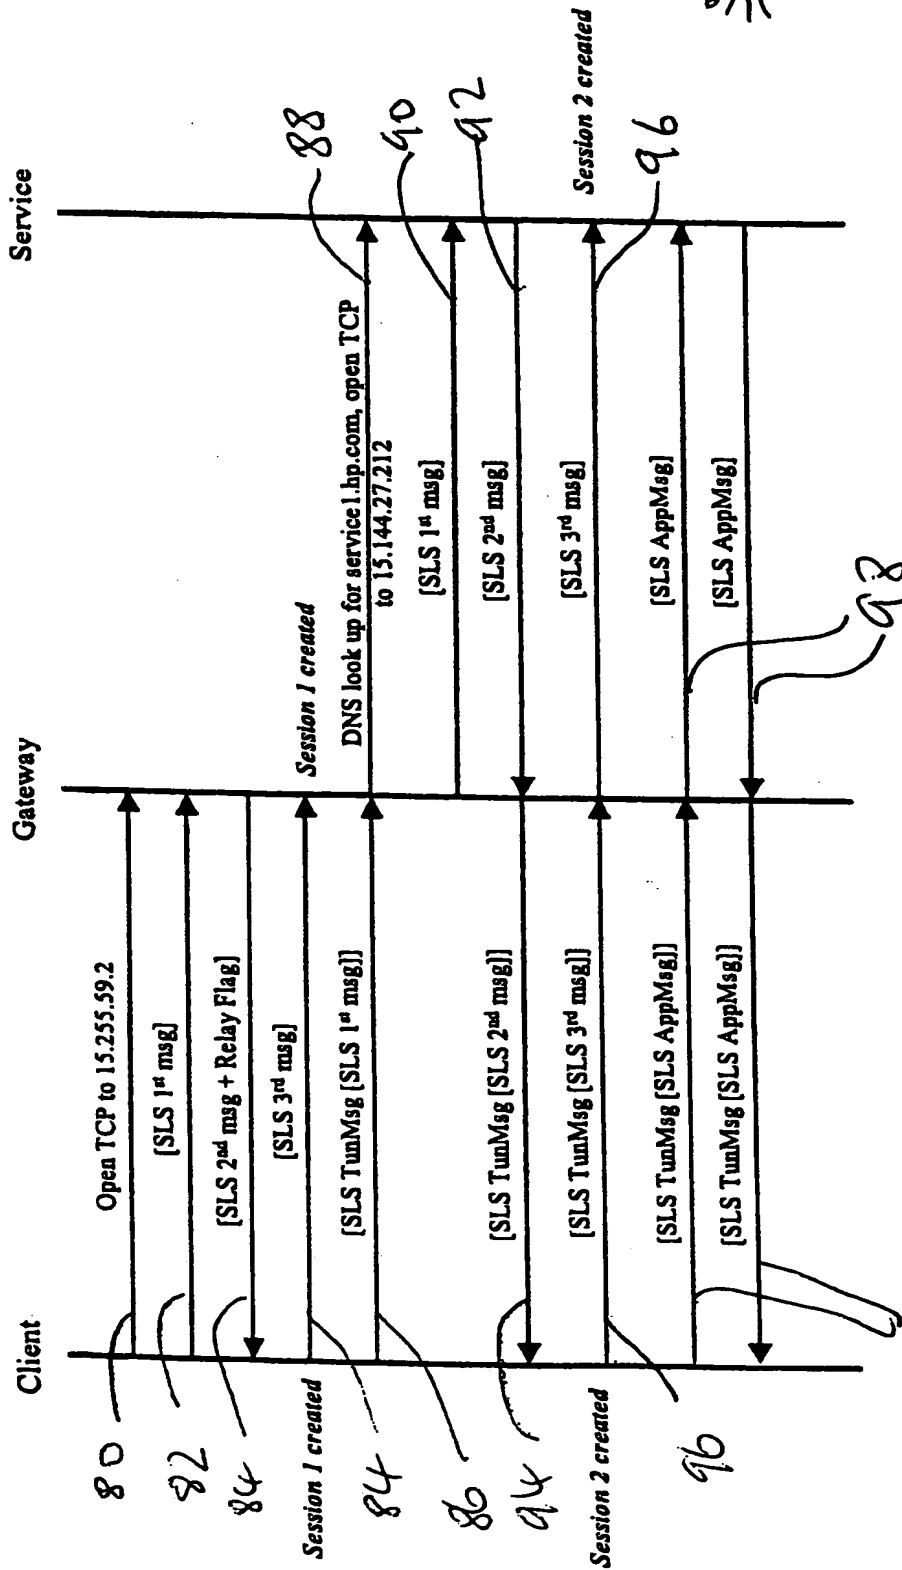 Client
Gateway
Service
80
Open TCP to 15.255.59.2
82
[SLS 1st msg]
84
[SLS 2nd msg + Relay Flag]
[SLS 3rd msg]
Session 1 created
Session 1 created
84
[SLS TunMsg [SLS 1st msg]]
DNS look up for service1.hp.com, open TCP
to 15.144.27.212
88
86
[SLS 1st msg]
90
94
[SLS TunMsg [SLS 2nd msg]]
[SLS 2nd msg]
92
[SLS TunMsg [SLS 3rd msg]]
[SLS 3rd msg]
Session 2 created
Session 2 created
96
96
[SLS TunMsg [SLS AppMsg]]
[SLS AppMsg]
[SLS TunMsg [SLS AppMsg]]
[SLS AppMsg]
98